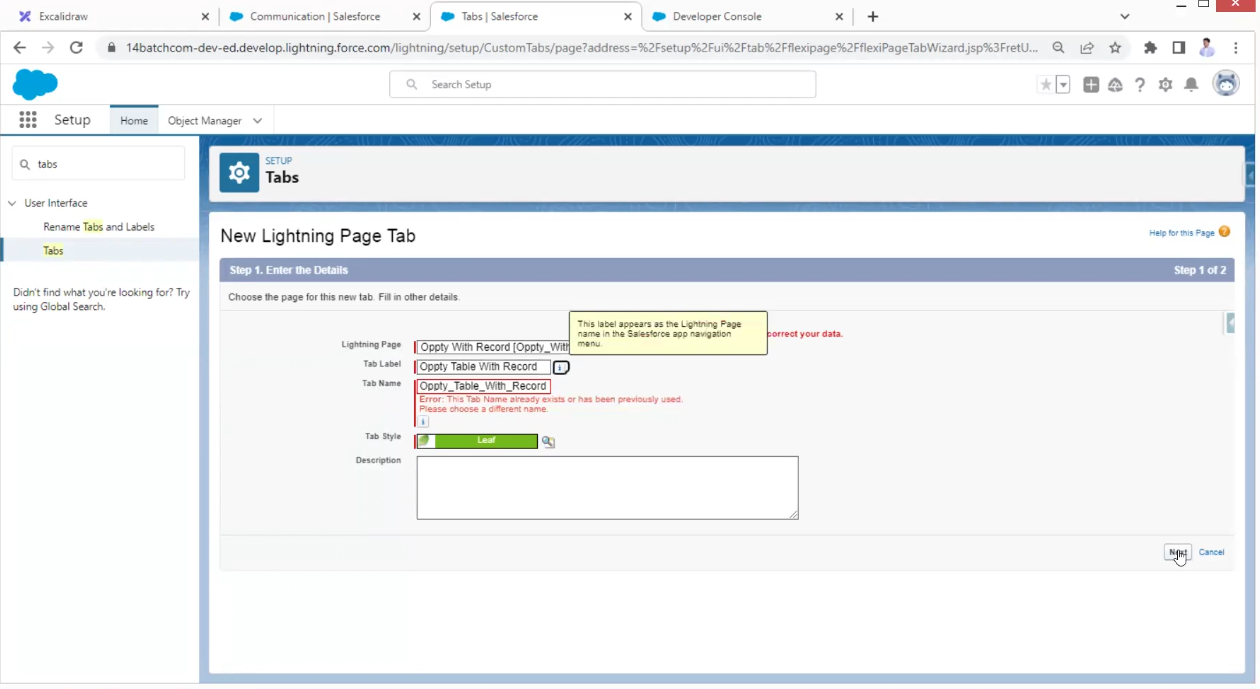 Excalidraw
Communication | Salesforce
Tabs | Salesforce
Developer Console
14batchcom-dev-ed.develop.lightning.force.com/lightning/setup/CustomTabs/page?address=%2Fsetup%2Fui%2Ftab%2Fflexipage%2FflexiPageTabWizard.jsp%3FretU...
Search Setup
Setup
Home
Object Manager
tabs
User Interface
Rename Tabs and Labels
Tabs
Didn't find what you're looking for? Try
using Global Search.
SETUP
Tabs
New Lightning Page Tab
Help for this Page
Step 1. Enter the Details
Step 1 of 2
Choose the page for this new tab. Fill in other details.
This label appears as the Lightning Page
name in the Salesforce app navigation
menu.
correct your data.
Lightning Page
Oppty With Record [Oppty_With
Tab Label
Oppty Table With Record
Tab Name
Oppty_Table_With_Record
Error: This Tab Name already exists or has been previously used.
Please choose a different name.
Tab Style
Leaf
Description
Next
Cancel